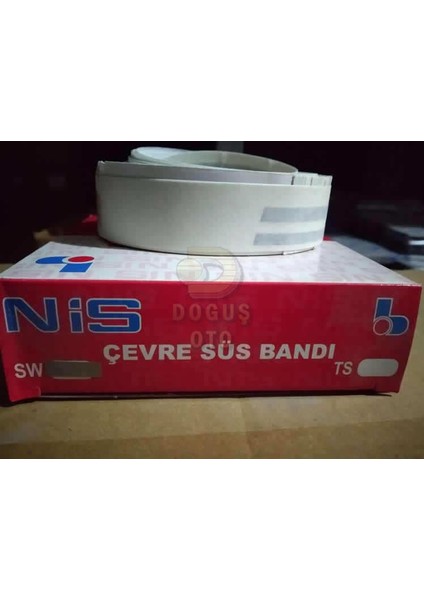 DOĞUŞ
OTO
NiS
ÇEVRE SÜS BANDI
SW
TS